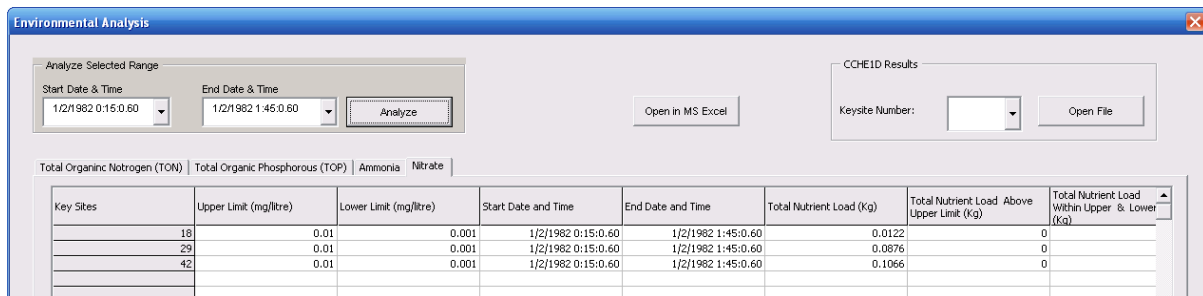 Environmental Analysis
Analyze Selected Range
Start Date & Time End Date & Time
1/2/1982 0:15:0.60 1/2/1982 1:45:0.60 Analyze
Open in MS Excel
CCHE1D Results
Keysite Number: Open File
Total Organinc Notrogen (TON) Total Organic Phosphorous (TOP) Ammonia Nitrate
Key Sites Upper Limit (mg/litre) Lower Limit (mg/litre) Start Date and Time End Date and Time Total Nutrient Load (Kg) Total Nutrient Load Above Upper Limit (Kg) Total Nutrient Load Within Upper & Lower (Kg)
18 0.01 0.001 1/2/1982 0:15:0.60 1/2/1982 1:45:0.60 0.0122 0
29 0.01 0.001 1/2/1982 0:15:0.60 1/2/1982 1:45:0.60 0.0876 0
42 0.01 0.001 1/2/1982 0:15:0.60 1/2/1982 1:45:0.60 0.1066 0